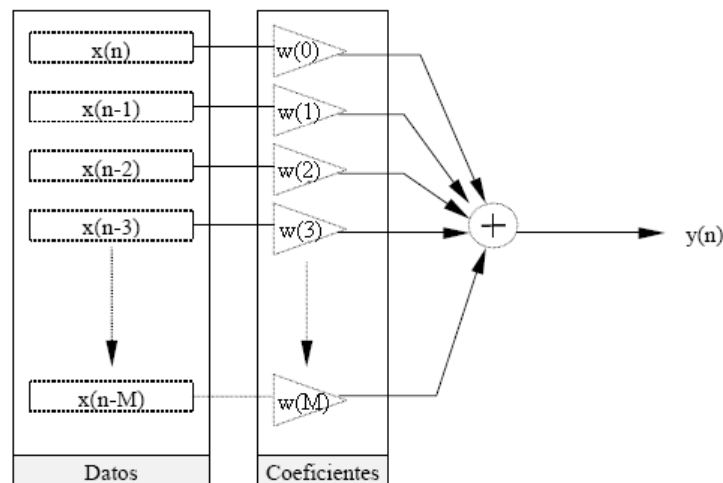 x(n) w(0)
x(n-1) w(1)
x(n-2) w(2)
x(n-3) w(3)
+
y(n)
x(n-M) w(M)
Datos Coeficientes